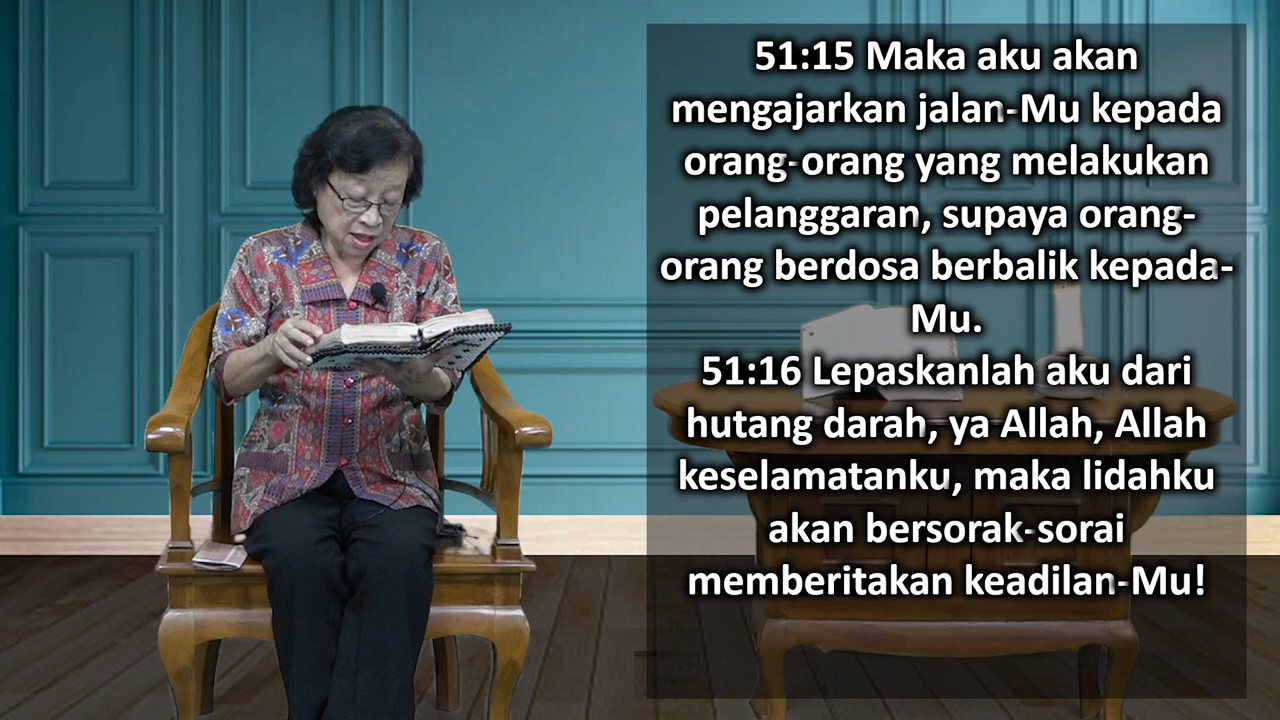 51:15 Maka aku akan
mengajarkan jalan-Mu kepada
orang-orang yang melakukan
pelanggaran, supaya orang-
orang berdosa berbalik kepada-
Mu.
51:16 Lepaskanlah aku dari
hutang darah, ya Allah, Allah
keselamatanku, maka lidahku
akan bersorak-sorai
memberitakan keadilan-Mu!